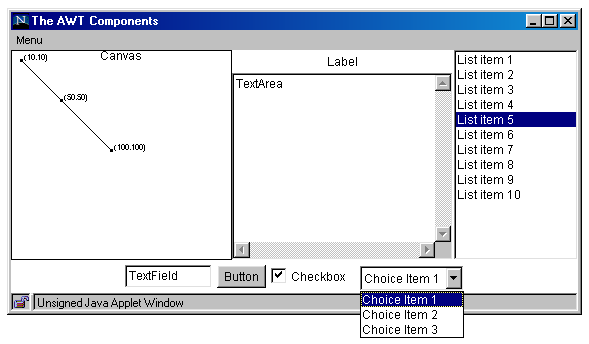 The AWT Components
Menu
Canvas
(10.10)
(50.50)
(100.100)
Label
TextArea
List item 1
List item 2
List item 3
List item 4
List item 5
List item 6
List item 7
List item 8
List item 9
List item 10
TextField
Button
Checkbox
Choice Item 1
Choice Item 1
Choice Item 2
Choice Item 3
Unsigned Java Applet Window